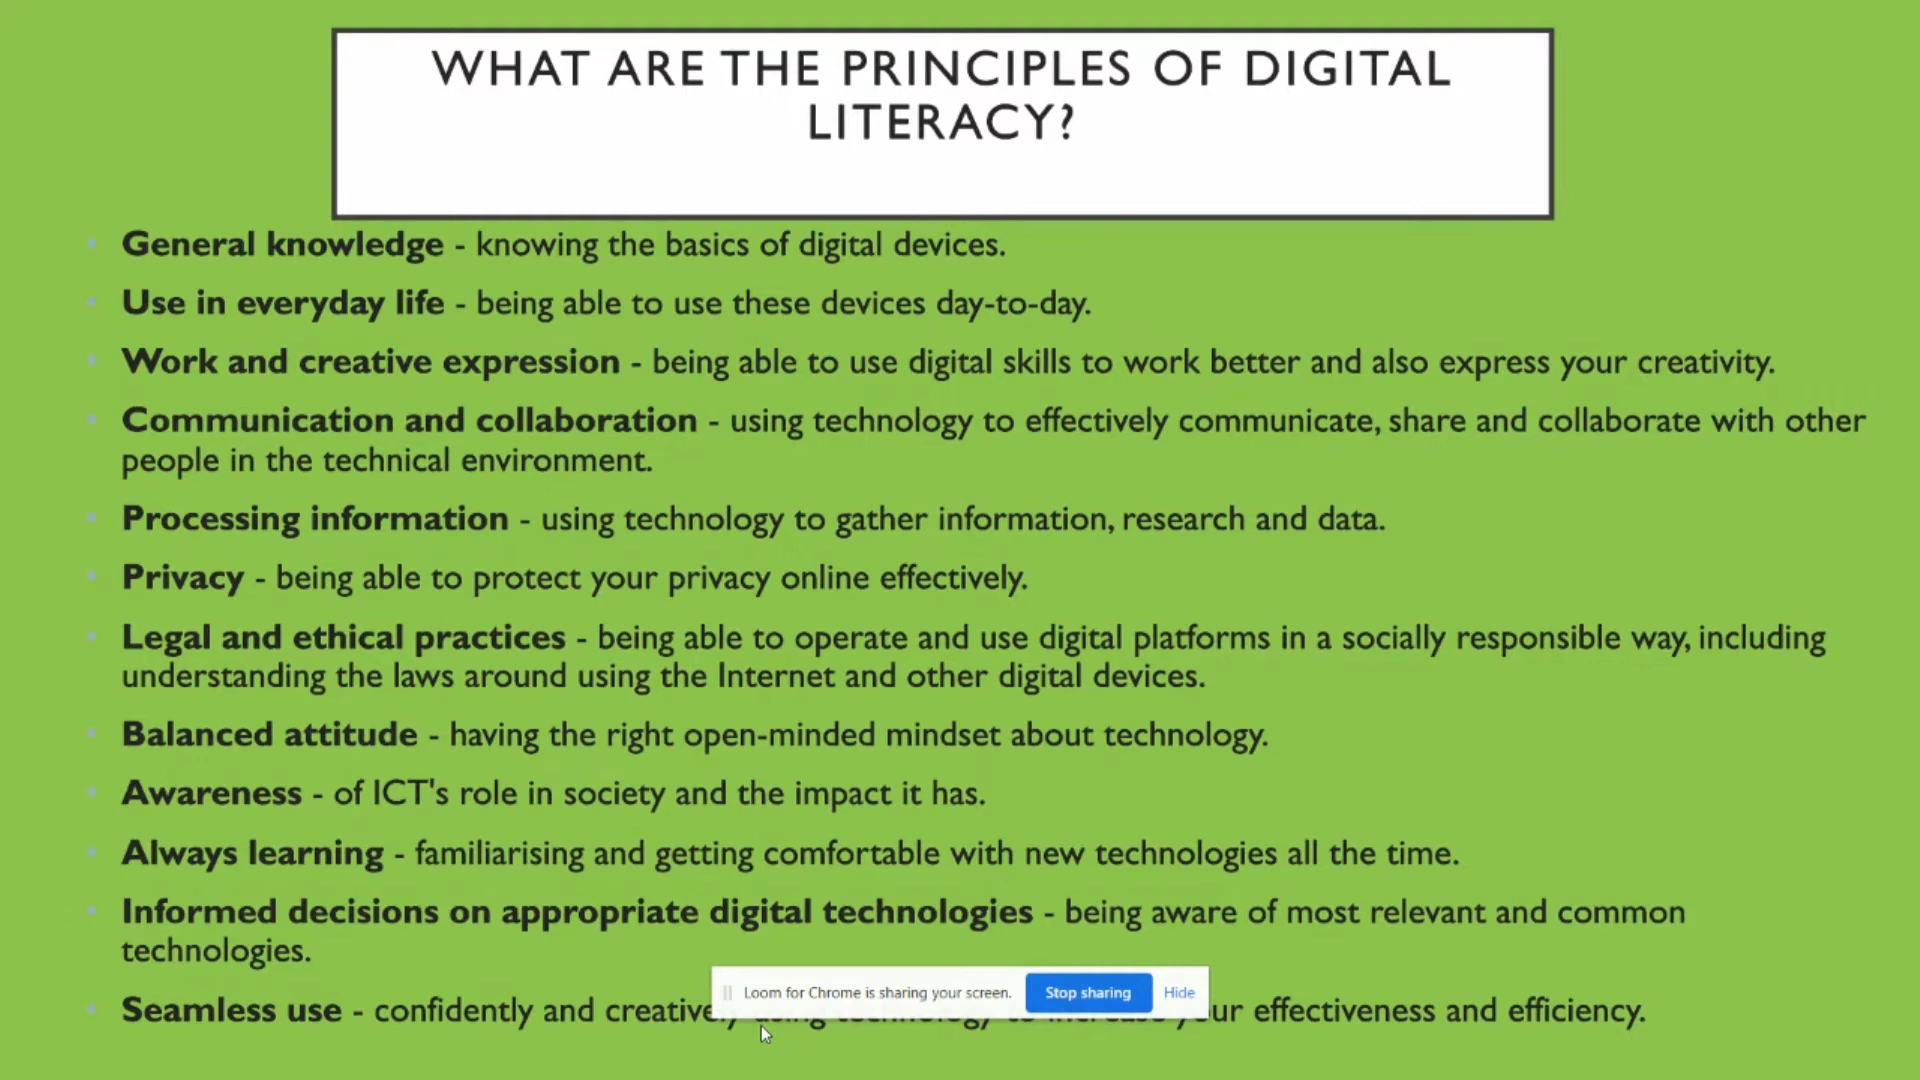 WHAT ARE THE PRINCIPLES OF DIGITAL
LITERACY?
• General knowledge - knowing the basics of digital devices.
• Use in everyday life - being able to use these devices day-to-day.
• Work and creative expression - being able to use digital skills to work better and also express your creativity.
• Communication and collaboration - using technology to effectively communicate, share and collaborate with other
people in the technical environment.
• Processing information - using technology to gather information, research and data.
• Privacy - being able to protect your privacy online effectively.
• Legal and ethical practices - being able to operate and use digital platforms in a socially responsible way, including
understanding the laws around using the Internet and other digital devices.
• Balanced attitude - having the right open-minded mindset about technology.
• Awareness - of ICT's role in society and the impact it has.
• Always learning - familiarising and getting comfortable with new technologies all the time.
• Informed decisions on appropriate digital technologies - being aware of most relevant and common
technologies.
Loom for Chrome is sharing your screen. Stop sharing Hide
• Seamless use - confidently and creatively using technology to increase your effectiveness and efficiency.